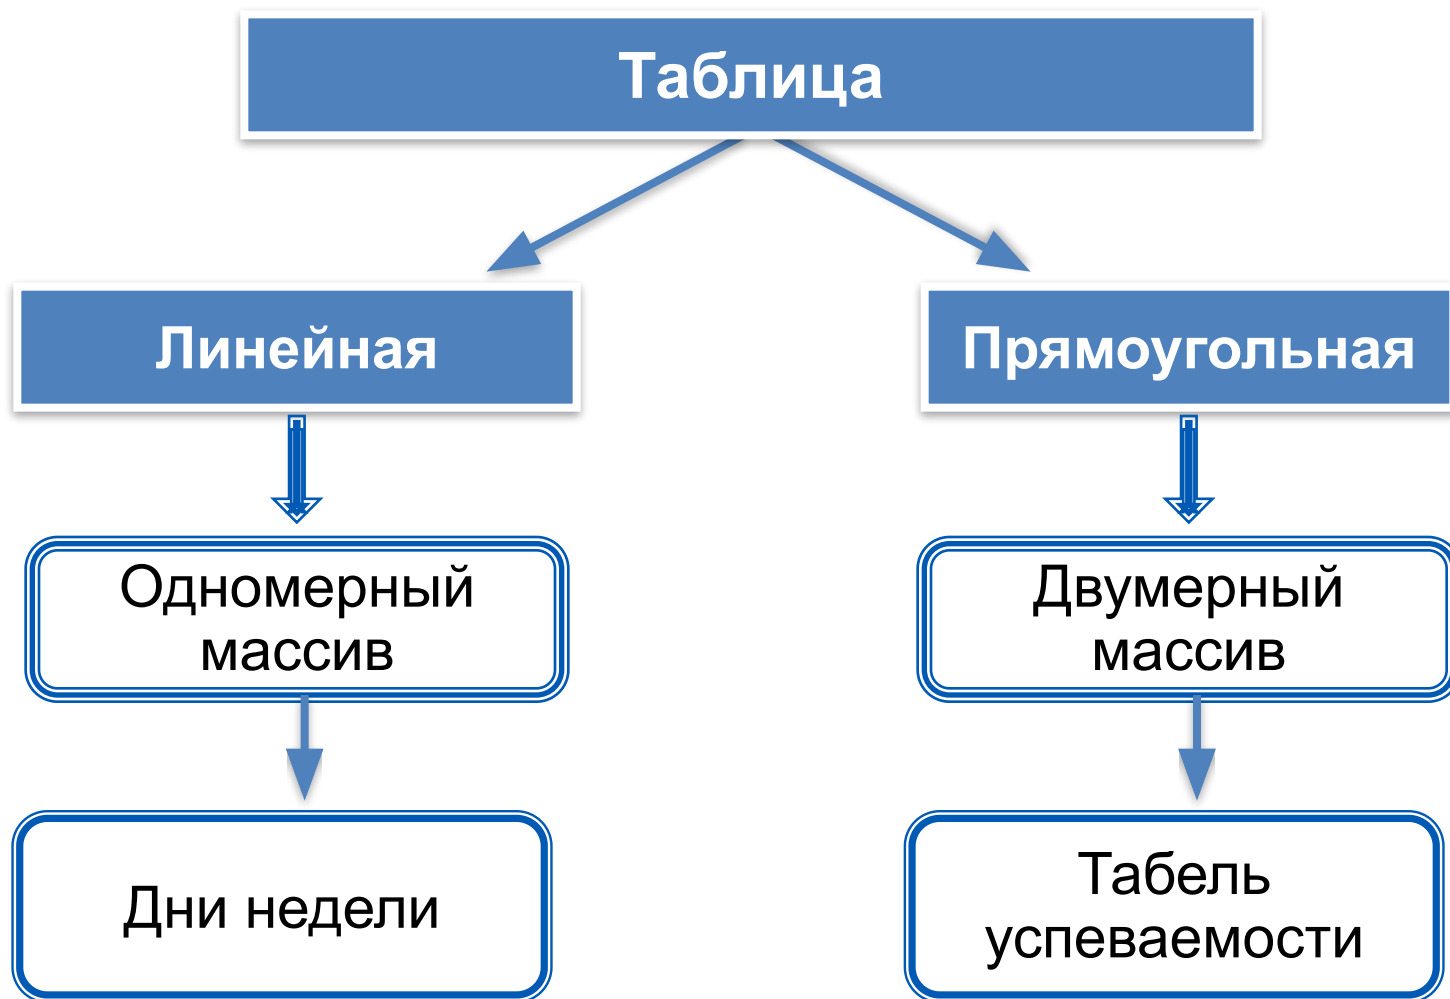 Таблица
Линейная
Прямоугольная
Одномерный
массив
Двумерный
массив
Дни недели
Табель
успеваемости